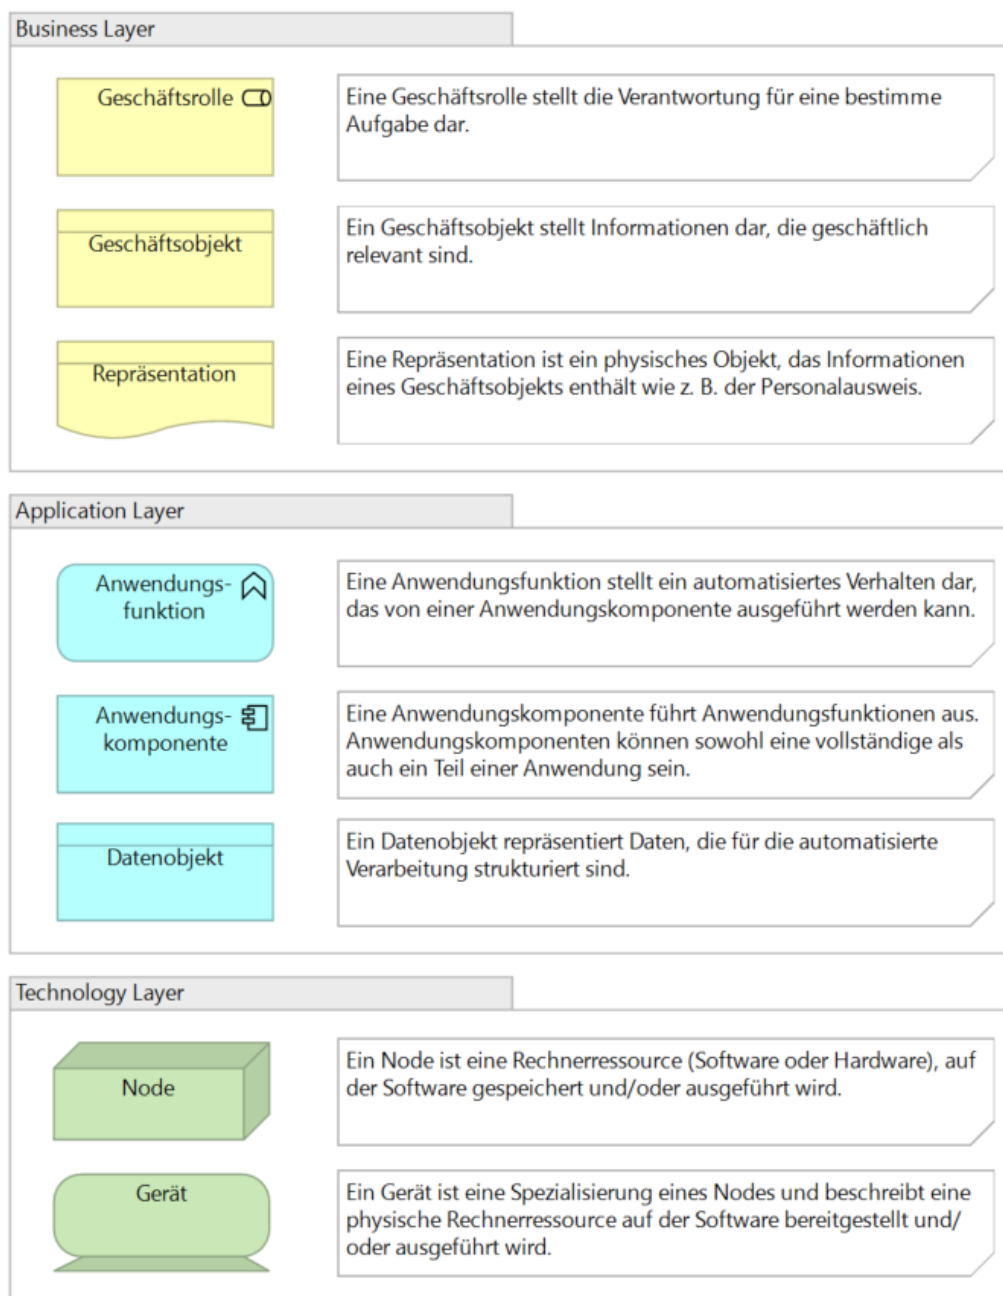 Business Layer
Geschäftsrolle
Eine Geschäftsrolle stellt die Verantwortung für eine bestimme
Aufgabe dar.
Geschäftsobjekt
Ein Geschäftsobjekt stellt Informationen dar, die geschäftlich
relevant sind.
Repräsentation
Eine Repräsentation ist ein physisches Objekt, das Informationen
eines Geschäftsobjekts enthält wie z. B. der Personalausweis.
Application Layer
Anwendungs-
funktion
Eine Anwendungsfunktion stellt ein automatisiertes Verhalten dar,
das von einer Anwendungskomponente ausgeführt werden kann.
Anwendungs-
komponente
Eine Anwendungskomponente führt Anwendungsfunktionen aus.
Anwendungskomponenten können sowohl eine vollständige als
auch ein Teil einer Anwendung sein.
Datenobjekt
Ein Datenobjekt repräsentiert Daten, die für die automatisierte
Verarbeitung strukturiert sind.
Technology Layer
Node
Ein Node ist eine Rechnerressource (Software oder Hardware), auf
der Software gespeichert und/oder ausgeführt wird.
Gerät
Ein Gerät ist eine Spezialisierung eines Nodes und beschreibt eine
physische Rechnerressource auf der Software bereitgestellt und/
oder ausgeführt wird.